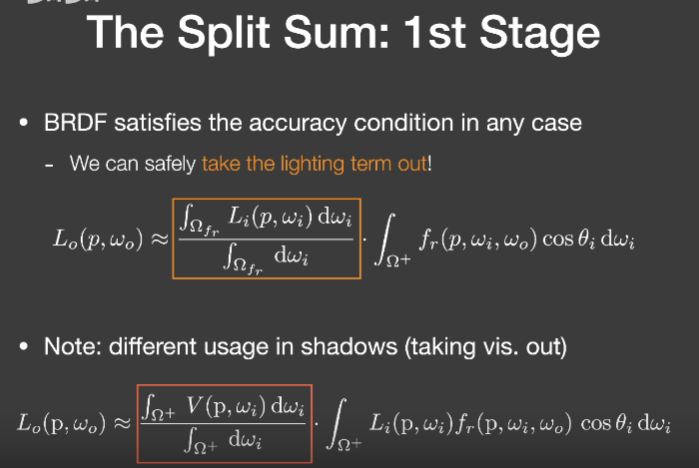 The Split Sum: 1st Stage
• BRDF satisfies the accuracy condition in any case
- We can safely take the lighting term out!
$L_o(p, \omega_o) \approx \frac{\int_{\Omega_{fr}} L_i(p, \omega_i) \, \mathrm{d}\omega_i}{\int_{\Omega_{fr}} \mathrm{d}\omega_i} \cdot \int_{\Omega^+} f_r(p, \omega_i, \omega_o) \cos\theta_i \, \mathrm{d}\omega_i$
• Note: different usage in shadows (taking vis. out)
$L_o(\mathrm{p}, \omega_o) \approx \frac{\int_{\Omega^+} V(\mathrm{p}, \omega_i) \, \mathrm{d}\omega_i}{\int_{\Omega^+} \mathrm{d}\omega_i} \cdot \int_{\Omega^+} L_i(\mathrm{p}, \omega_i) f_r(\mathrm{p}, \omega_i, \omega_o) \cos\theta_i \, \mathrm{d}\omega_i$